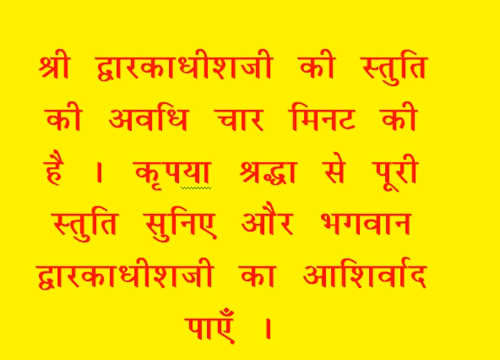 श्री द्वारकाधीशजी की स्तुति
की अवधि चार मिनट की
है । कृपया श्रद्धा से पूरी
स्तुति सुनिए और भगवान
द्वारकाधीशजी का आशिर्वाद
पाएँ ।